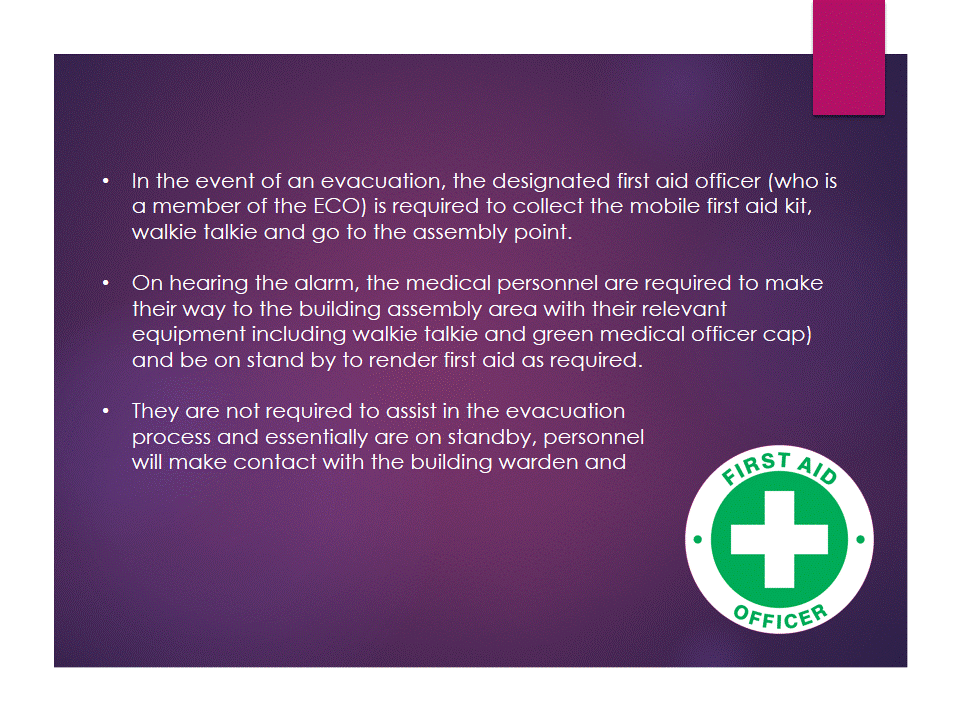 • In the event of an evacuation, the designated first aid officer (who is
a member of the ECO) is required to collect the mobile first aid kit,
walkie talkie and go to the assembly point.
• On hearing the alarm, the medical personnel are required to make
their way to the building assembly area with their relevant
equipment including walkie talkie and green medical officer cap)
and be on stand by to render first aid as required.
• They are not required to assist in the evacuation
process and essentially are on standby, personnel
will make contact with the building warden and
FIRST AID
OFFICER